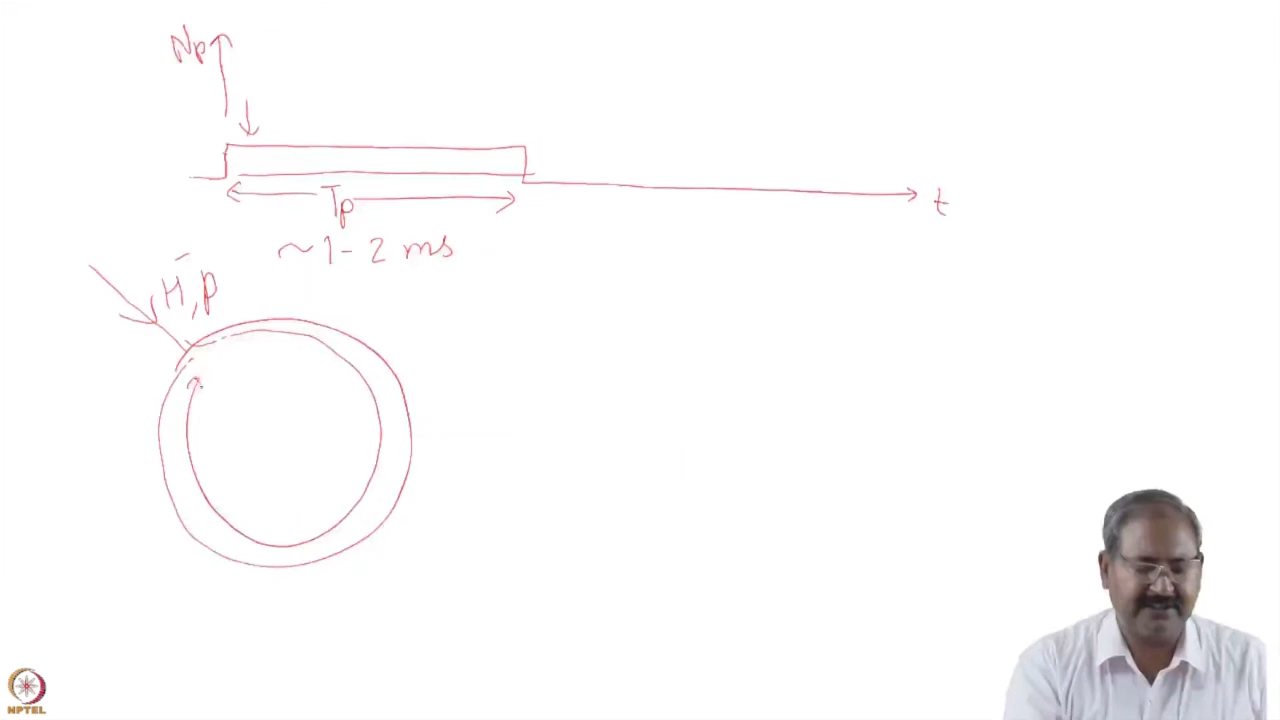 Np
Tp
t
~1-2 ms
H⁻, p
NPTEL